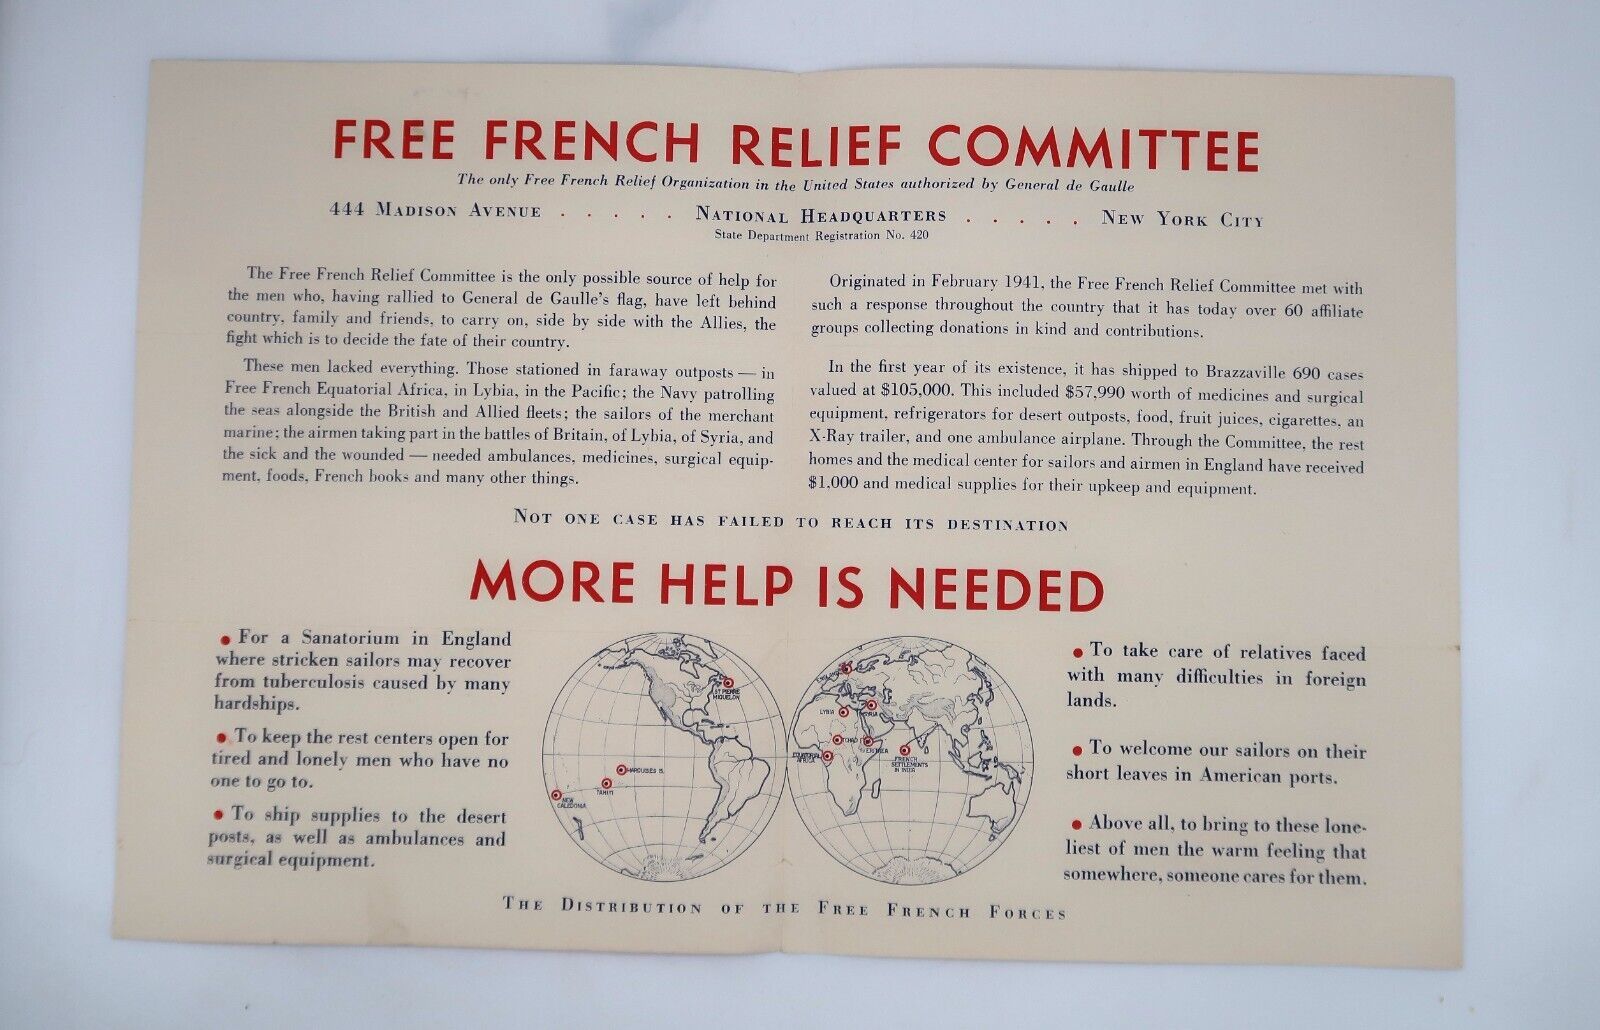 FREE FRENCH RELIEF COMMITTEE
The only Free French Relief Organization in the United States authorized by General de Gaulle
444 MADISON AVENUE . . . . . NATIONAL HEADQUARTERS . . . . . NEW YORK CITY
State Department Registration No. 420
The Free French Relief Committee is the only possible source of help for
the men who, having rallied to General de Gaulle's flag, have left behind
country, family and friends, to carry on, side by side with the Allies, the
fight which is to decide the fate of their country.
These men lacked everything. Those stationed in faraway outposts — in
Free French Equatorial Africa, in Lybia, in the Pacific; the Navy patrolling
the seas alongside the British and Allied fleets; the sailors of the merchant
marine; the airmen taking part in the battles of Britain, of Lybia, of Syria, and
the sick and the wounded — needed ambulances, medicines, surgical equip-
ment, foods, French books and many other things.
Originated in February 1941, the Free French Relief Committee met with
such a response throughout the country that it has today over 60 affiliate
groups collecting donations in kind and contributions.
In the first year of its existence, it has shipped to Brazzaville 690 cases
valued at $105,000. This included $57,990 worth of medicines and surgical
equipment, refrigerators for desert outposts, food, fruit juices, cigarettes, an
X-Ray trailer, and one ambulance airplane. Through the Committee, the rest
homes and the medical center for sailors and airmen in England have received
$1,000 and medical supplies for their upkeep and equipment.
NOT ONE CASE HAS FAILED TO REACH ITS DESTINATION
MORE HELP IS NEEDED
• For a Sanatorium in England
where stricken sailors may recover
from tuberculosis caused by many
hardships.
• To keep the rest centers open for
tired and lonely men who have no
one to go to.
• To ship supplies to the desert
posts, as well as ambulances and
surgical equipment.
ST PIERRE
MIQUELON
MARQUISES IS.
TAHITI
NEW
CALEDONIA
ENGLAND
LYBIA
SYRIA
TCHAD
ERITREA
EQUATORIAL
AFRICA
FRENCH
SETTLEMENTS
IN INDIA
• To take care of relatives faced
with many difficulties in foreign
lands.
• To welcome our sailors on their
short leaves in American ports.
• Above all, to bring to these lone-
liest of men the warm feeling that
somewhere, someone cares for them.
THE DISTRIBUTION OF THE FREE FRENCH FORCES